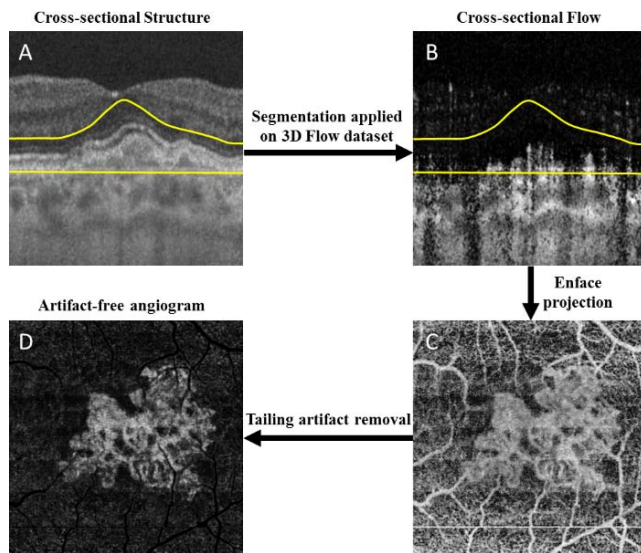 Cross-sectional Structure
Cross-sectional Flow
A
B
Segmentation applied
on 3D Flow dataset
Enface
projection
Artifact-free angiogram
D
C
Tailing artifact removal